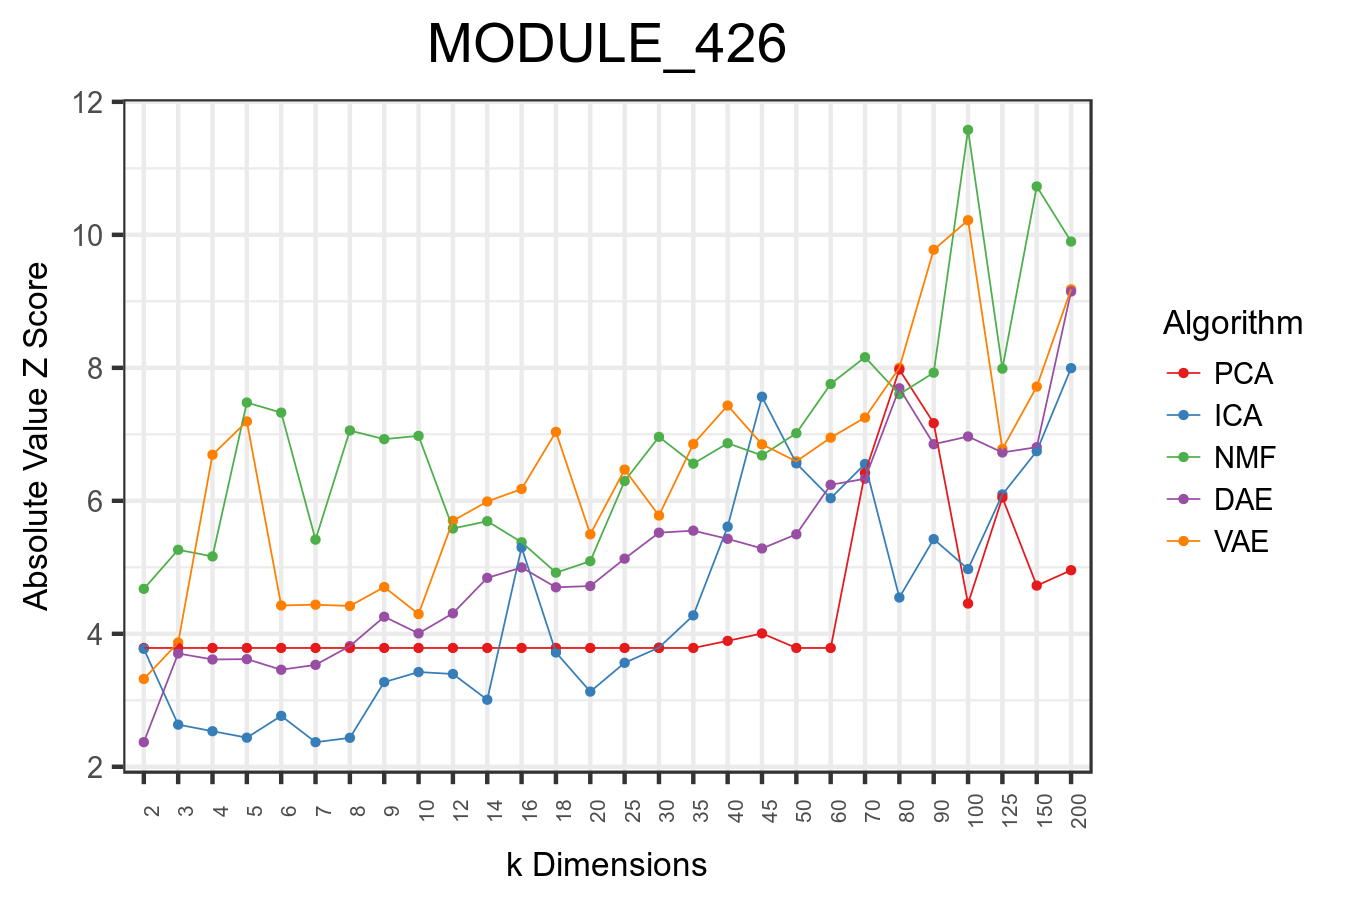 MODULE_426
Absolute Value Z Score
12
10
8
6
4
2
2 3 4 5 6 7 8 9 10 12 14 16 18 20 25 30 35 40 45 50 60 70 80 90 100 125 150 200
k Dimensions
Algorithm
PCA
ICA
NMF
DAE
VAE